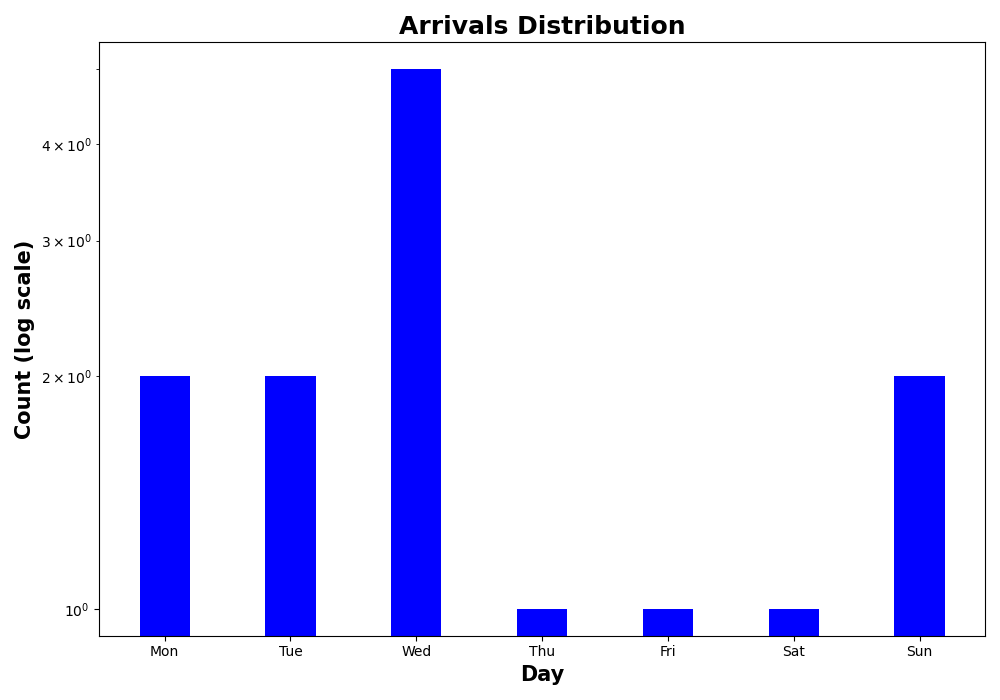 Arrivals Distribution
Count (log scale)
4 × 10⁰
3 × 10⁰
2 × 10⁰
10⁰
Mon Tue Wed Thu Fri Sat Sun
Day